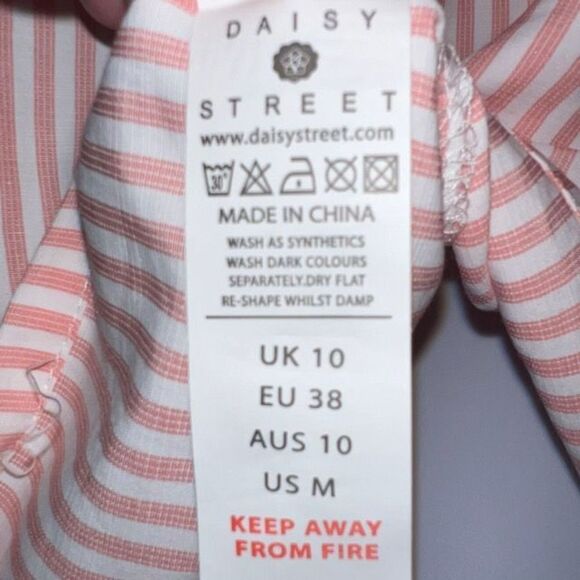 DAISY
STREET
www.daisystreet.com
30°
MADE IN CHINA
WASH AS SYNTHETICS
WASH DARK COLOURS
SEPARATELY.DRY FLAT
RE-SHAPE WHILST DAMP
UK 10
EU 38
AUS 10
US M
KEEP AWAY
FROM FIRE